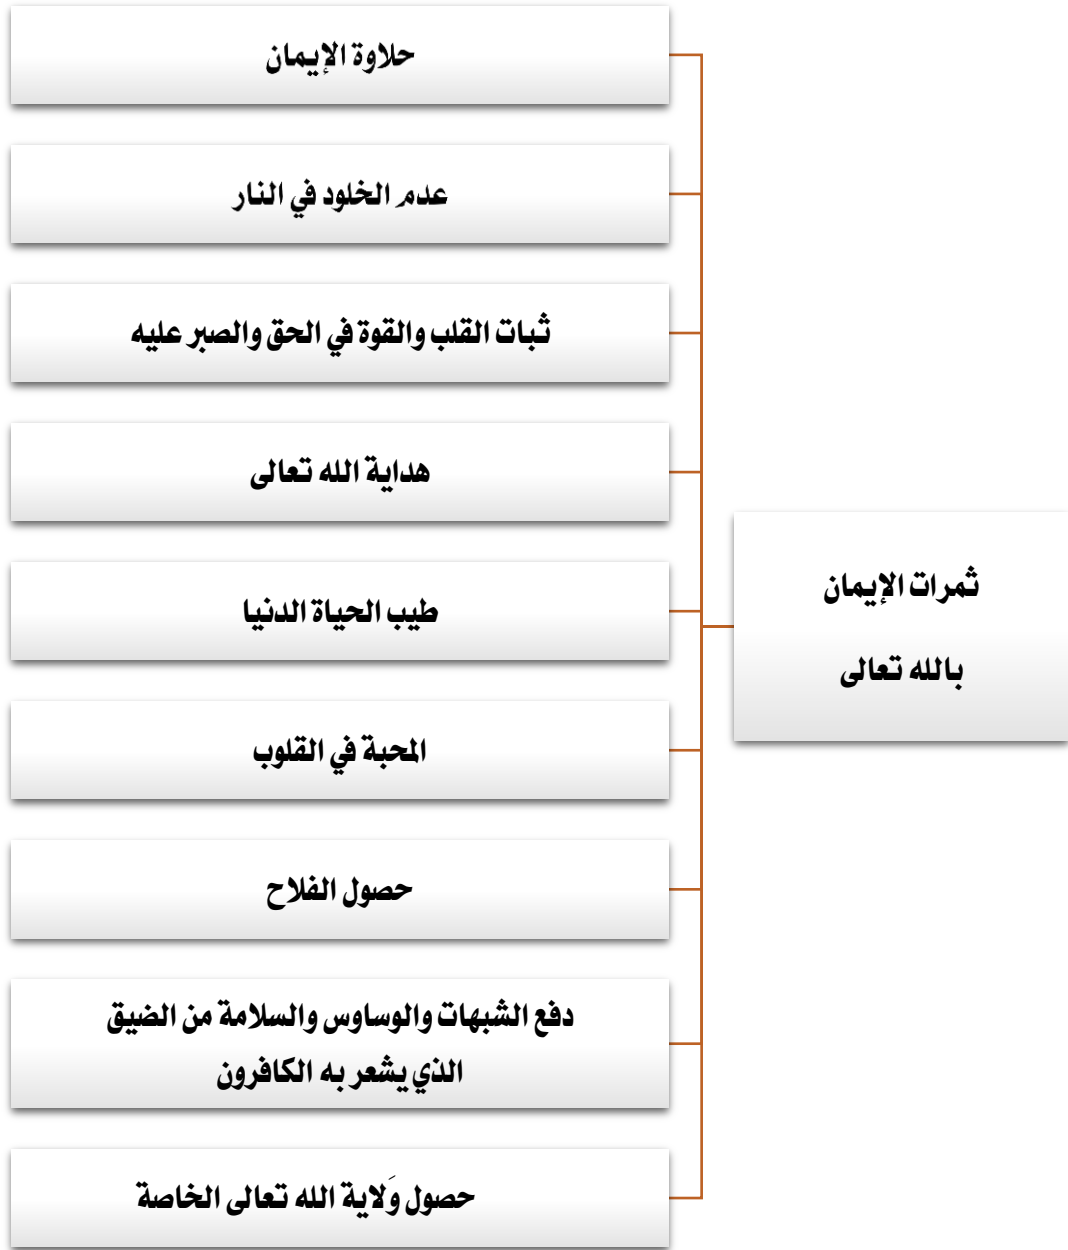 ثمرات الإيمان
بالله تعالى
حلاوة الإيمان
عدم الخلود في النار
ثبات القلب والقوة في الحق والصبر عليه
هداية الله تعالى
طيب الحياة الدنيا
المحبة في القلوب
حصول الفلاح
دفع الشبهات والوساوس والسلامة من الضيق
الذي يشعر به الكافرون
حصول وَلاية الله تعالى الخاصة